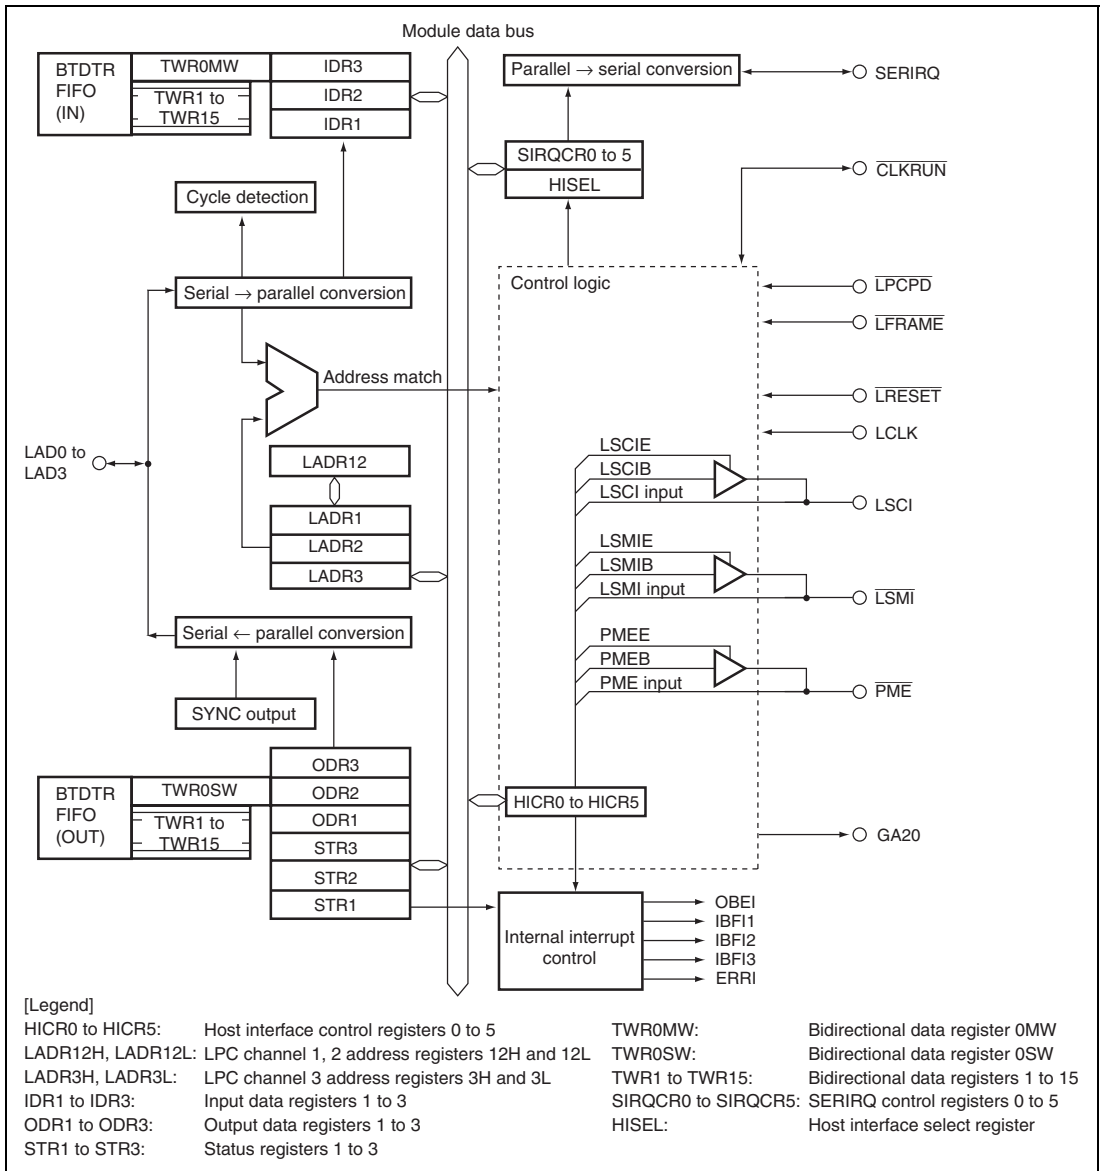 Module data bus
BTDTR
FIFO
(IN)
TWR0MW
TWR1 to
TWR15
IDR3
IDR2
IDR1
Parallel → serial conversion
SERIRQ
SIRQCR0 to 5
HISEL
CLKRUN
Cycle detection
Serial → parallel conversion
Control logic
LPCPD
LFRAME
Address match
LRESET
LCLK
LAD0 to
LAD3
LADR12
LADR1
LADR2
LADR3
LSCIE
LSCIB
LSCI input
LSCI
LSMIE
LSMIB
LSMI input
LSMI
Serial ← parallel conversion
PMEE
PMEB
PME input
PME
SYNC output
BTDTR
FIFO
(OUT)
TWR0SW
TWR1 to
TWR15
ODR3
ODR2
ODR1
STR3
STR2
STR1
HICR0 to HICR5
GA20
Internal interrupt
control
OBEI
IBFI1
IBFI2
IBFI3
ERRI
[Legend]
HICR0 to HICR5: Host interface control registers 0 to 5
LADR12H, LADR12L: LPC channel 1, 2 address registers 12H and 12L
LADR3H, LADR3L: LPC channel 3 address registers 3H and 3L
IDR1 to IDR3: Input data registers 1 to 3
ODR1 to ODR3: Output data registers 1 to 3
STR1 to STR3: Status registers 1 to 3
TWR0MW: Bidirectional data register 0MW
TWR0SW: Bidirectional data register 0SW
TWR1 to TWR15: Bidirectional data registers 1 to 15
SIRQCR0 to SIRQCR5: SERIRQ control registers 0 to 5
HISEL: Host interface select register